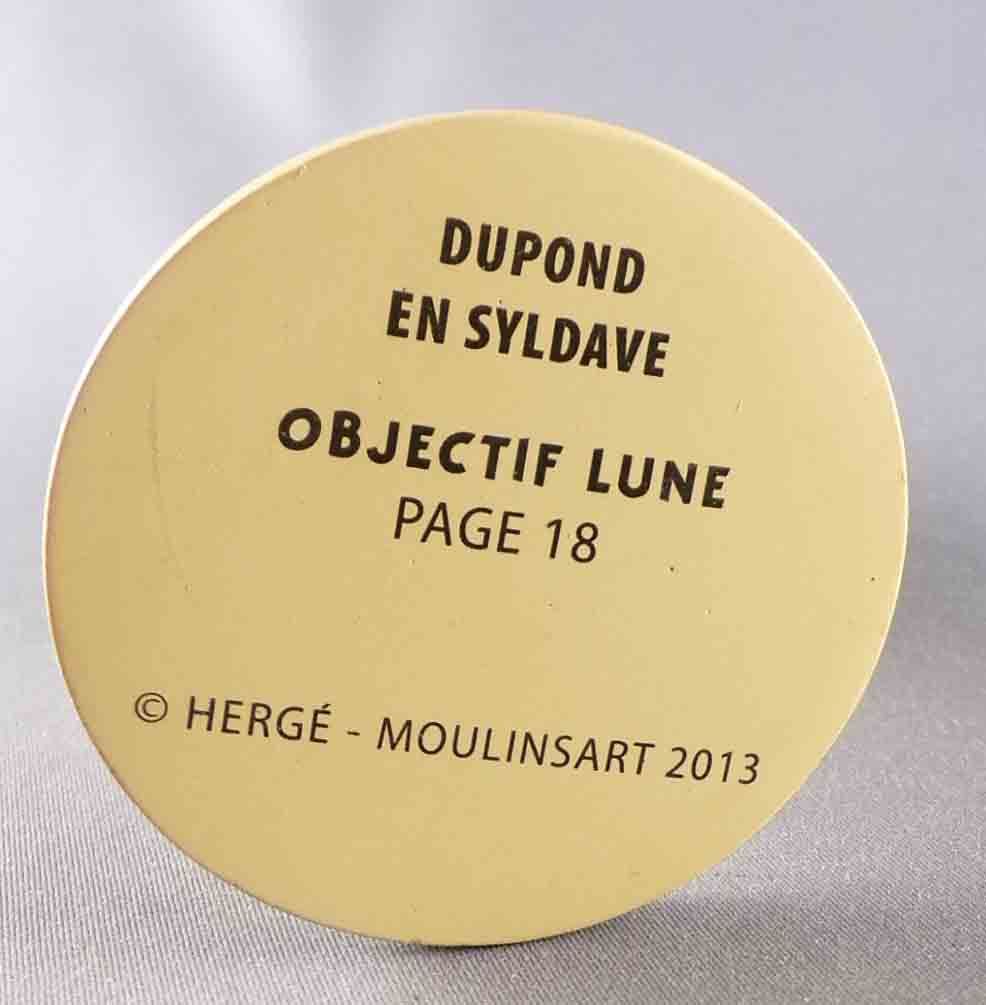 DUPOND
EN SYLDAVE
OBJECTIF LUNE
PAGE 18
© HERGÉ - MOULINSART 2013